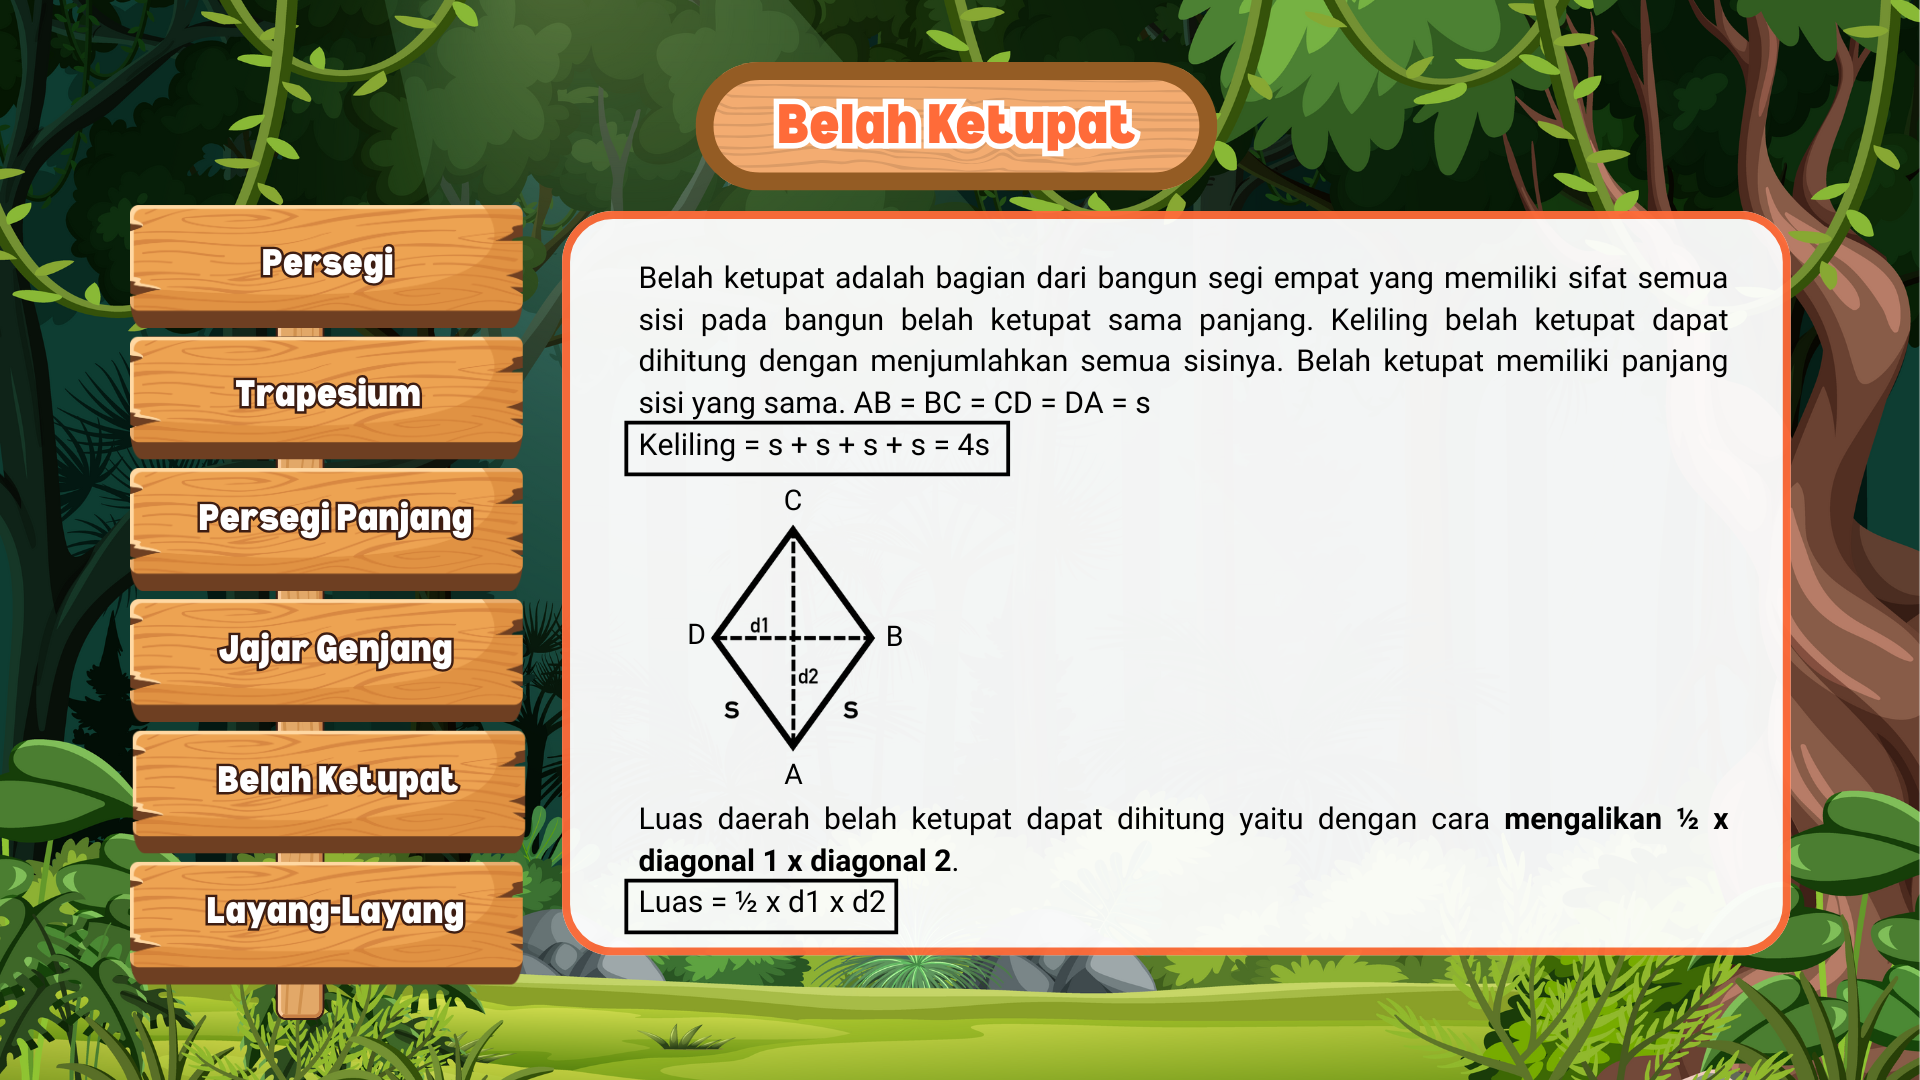 Belah Ketupat
Persegi
Trapesium
Persegi Panjang
Jajar Genjang
Belah Ketupat
Layang-Layang
Belah ketupat adalah bagian dari bangun segi empat yang memiliki sifat semua
sisi pada bangun belah ketupat sama panjang. Keliling belah ketupat dapat
dihitung dengan menjumlahkan semua sisinya. Belah ketupat memiliki panjang
sisi yang sama. AB = BC = CD = DA = s
Keliling = s + s + s + s = 4s
C
d1
D
B
d2
s
s
A
Luas daerah belah ketupat dapat dihitung yaitu dengan cara mengalikan ½ x
diagonal 1 x diagonal 2.
Luas = ½ x d1 x d2